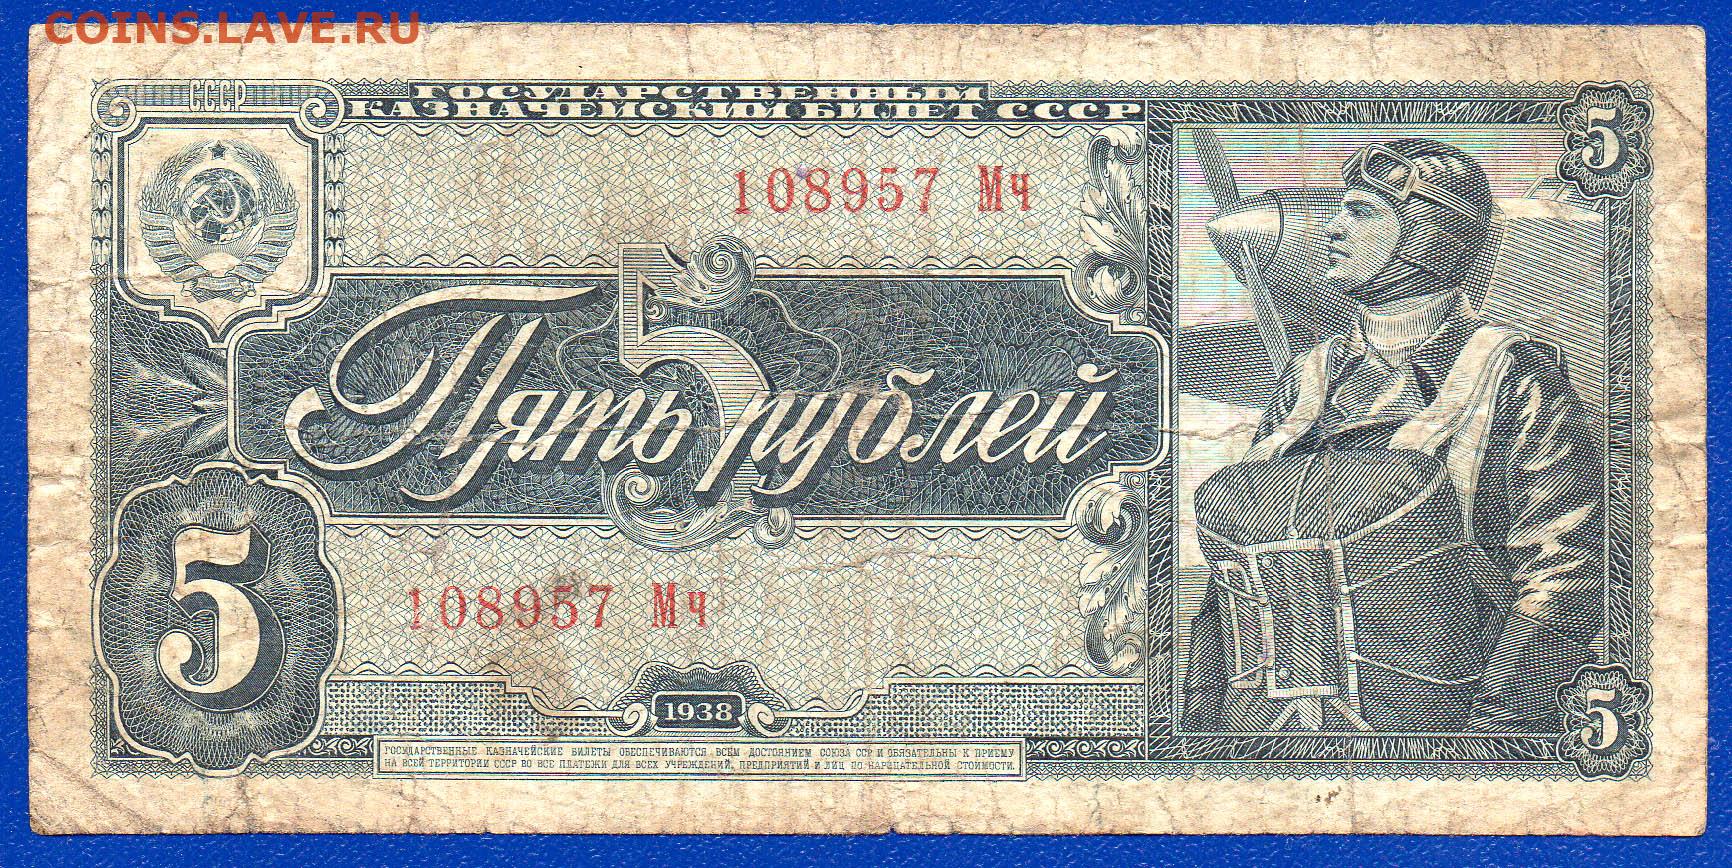 COINS.LAVE.RU
СССР
ГОСУДАРСТВЕННЫЙ
КАЗНАЧЕЙСКИЙ БИЛЕТ СССР
5
108957 Мч
5
Пять рублей
108957 Мч
5
1938
5
ГОСУДАРСТВЕННЫЕ КАЗНАЧЕЙСКИЕ БИЛЕТЫ ОБЕСПЕЧИВАЮТСЯ ВСЕМ ДОСТОЯНИЕМ СОЮЗА ССР И ОБЯЗАТЕЛЬНЫ К ПРИЕМУ
НА ВСЕЙ ТЕРРИТОРИИ СССР ВО ВСЕ ПЛАТЕЖИ ДЛЯ ВСЕХ УЧРЕЖДЕНИЙ, ПРЕДПРИЯТИЙ И ЛИЦ ПО НАРИЦАТЕЛЬНОЙ СТОИМОСТИ.